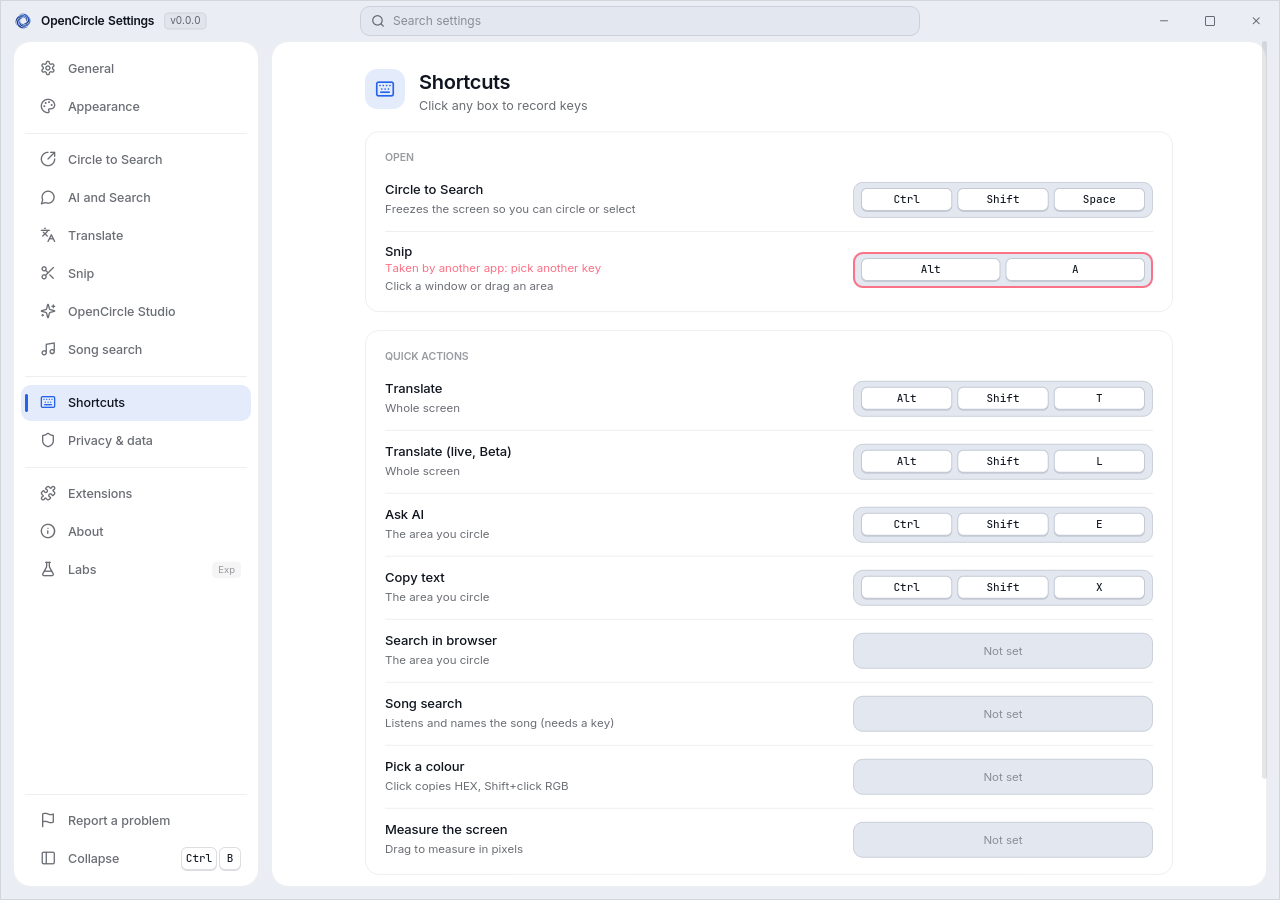 OpenCircle Settings v0.0.0
Search settings
General
Appearance
Circle to Search
AI and Search
Translate
Snip
OpenCircle Studio
Song search
Shortcuts
Privacy & data
Extensions
About
Labs Exp
Report a problem
Collapse Ctrl B
Shortcuts
Click any box to record keys
OPEN
Circle to Search
Freezes the screen so you can circle or select
Ctrl Shift Space
Snip
Taken by another app: pick another key
Click a window or drag an area
Alt A
QUICK ACTIONS
Translate
Whole screen
Alt Shift T
Translate (live, Beta)
Whole screen
Alt Shift L
Ask AI
The area you circle
Ctrl Shift E
Copy text
The area you circle
Ctrl Shift X
Search in browser
The area you circle
Not set
Song search
Listens and names the song (needs a key)
Not set
Pick a colour
Click copies HEX, Shift+click RGB
Not set
Measure the screen
Drag to measure in pixels
Not set